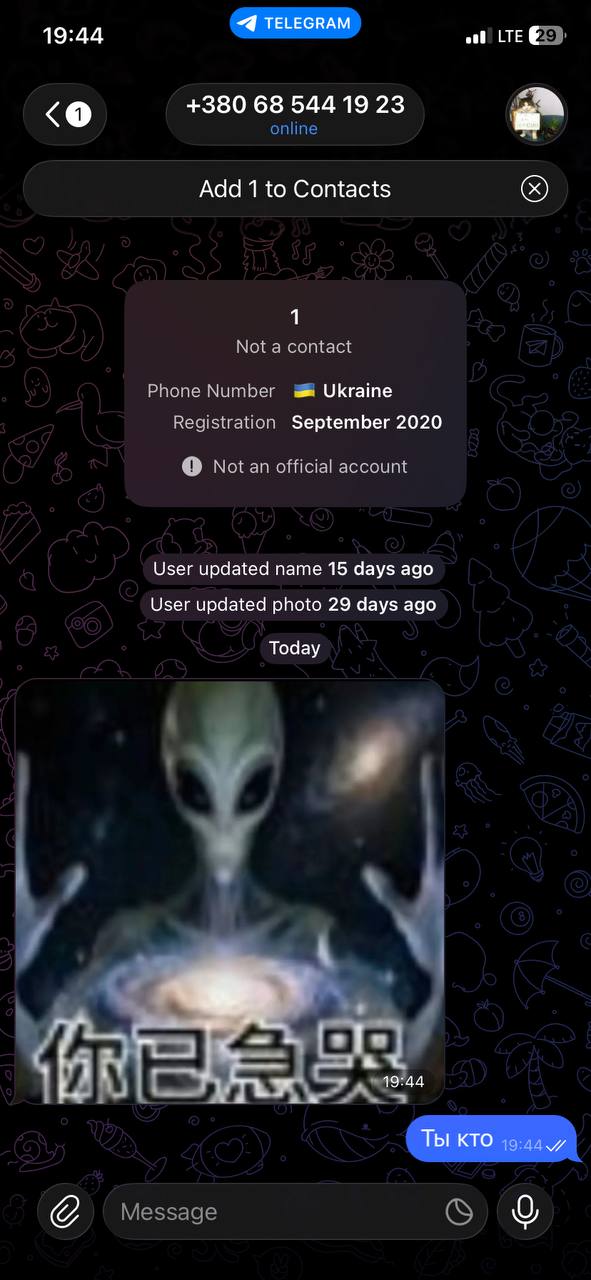 19:44
TELEGRAM
LTE 29
1
+380 68 544 19 23
online
Add 1 to Contacts
1
Not a contact
Phone Number Ukraine
Registration September 2020
Not an official account
User updated name 15 days ago
User updated photo 29 days ago
Today
你已急哭
19:44
Ты кто 19:44
Message